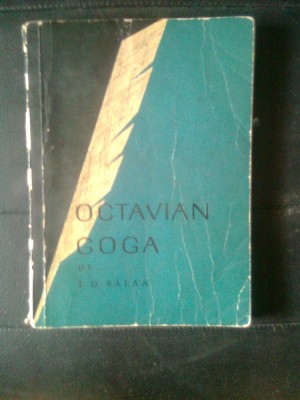 OCTAVIAN
GOGA
DE
I. D. BĂLAN